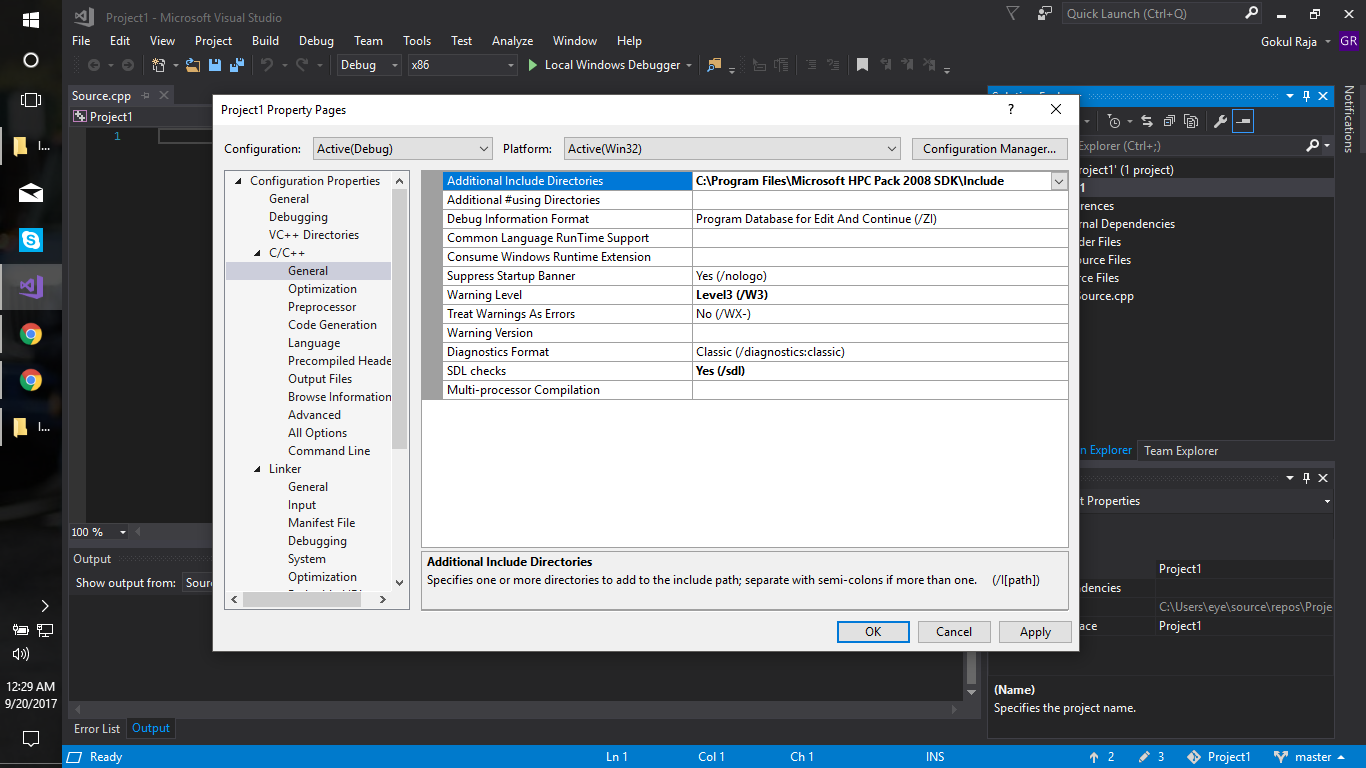 Project1 - Microsoft Visual Studio
Quick Launch (Ctrl+Q)
File Edit View Project Build Debug Team Tools Test Analyze Window Help
Gokul Raja GR
Debug x86 Local Windows Debugger
Source.cpp
Project1
1
Project1 Property Pages
Configuration: Active(Debug) Platform: Active(Win32) Configuration Manager...
Configuration Properties
General
Debugging
VC++ Directories
C/C++
General
Optimization
Preprocessor
Code Generation
Language
Precompiled Heade
Output Files
Browse Information
Advanced
All Options
Command Line
Linker
General
Input
Manifest File
Debugging
System
Optimization
Additional Include Directories C:\Program Files\Microsoft HPC Pack 2008 SDK\Include
Additional #using Directories
Debug Information Format Program Database for Edit And Continue (/ZI)
Common Language RunTime Support
Consume Windows Runtime Extension
Suppress Startup Banner Yes (/nologo)
Warning Level Level3 (/W3)
Treat Warnings As Errors No (/WX-)
Warning Version
Diagnostics Format Classic (/diagnostics:classic)
SDL checks Yes (/sdl)
Multi-processor Compilation
Additional Include Directories
Specifies one or more directories to add to the include path; separate with semi-colons if more than one. (/I[path])
OK Cancel Apply
Explorer (Ctrl+;)
roject1' (1 project)
1
rences
rnal Dependencies
der Files
ource Files
ce Files
Source.cpp
Notifications
n Explorer Team Explorer
t Properties
Project1
ndencies
C:\Users\eye\source\repos\Proje
ace Project1
(Name)
Specifies the project name.
100 %
Output
Show output from: Sour
Error List Output
I...
I...
12:29 AM
9/20/2017
Ready Ln 1 Col 1 Ch 1 INS 2 3 Project1 master